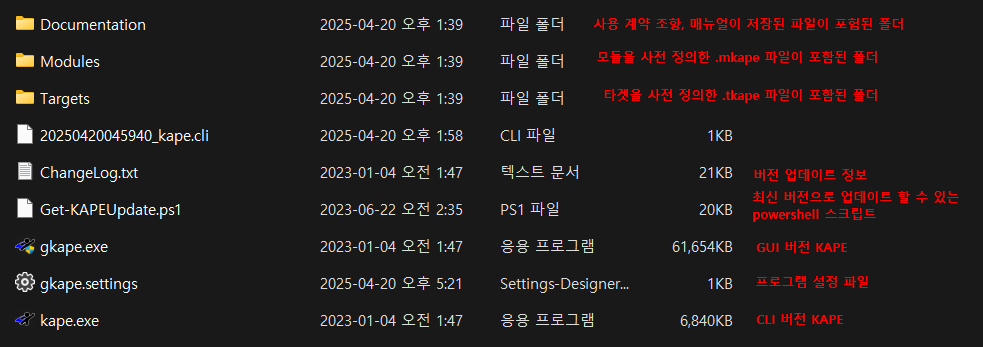 Documentation 2025-04-20 오후 1:39 파일 폴더 사용 계약 조항, 매뉴얼이 저장된 파일이 포험된 폴더
Modules 2025-04-20 오후 1:39 파일 폴더 모듈을 사전 정의한 .mkape 파일이 포함된 폴더
Targets 2025-04-20 오후 1:39 파일 폴더 타겟을 사전 정의한 .tkape 파일이 포함된 폴더
20250420045940_kape.cli 2025-04-20 오후 1:58 CLI 파일 1KB
ChangeLog.txt 2023-01-04 오전 1:47 텍스트 문서 21KB 버전 업데이트 정보
Get-KAPEUpdate.ps1 2023-06-22 오전 2:35 PS1 파일 20KB 최신 버전으로 업데이트 할 수 있는
powershell 스크립트
gkape.exe 2023-01-04 오전 1:47 응용 프로그램 61,654KB GUI 버전 KAPE
gkape.settings 2025-04-20 오후 5:21 Settings-Designer... 1KB 프로그램 설정 파일
kape.exe 2023-01-04 오전 1:47 응용 프로그램 6,840KB CLI 버전 KAPE